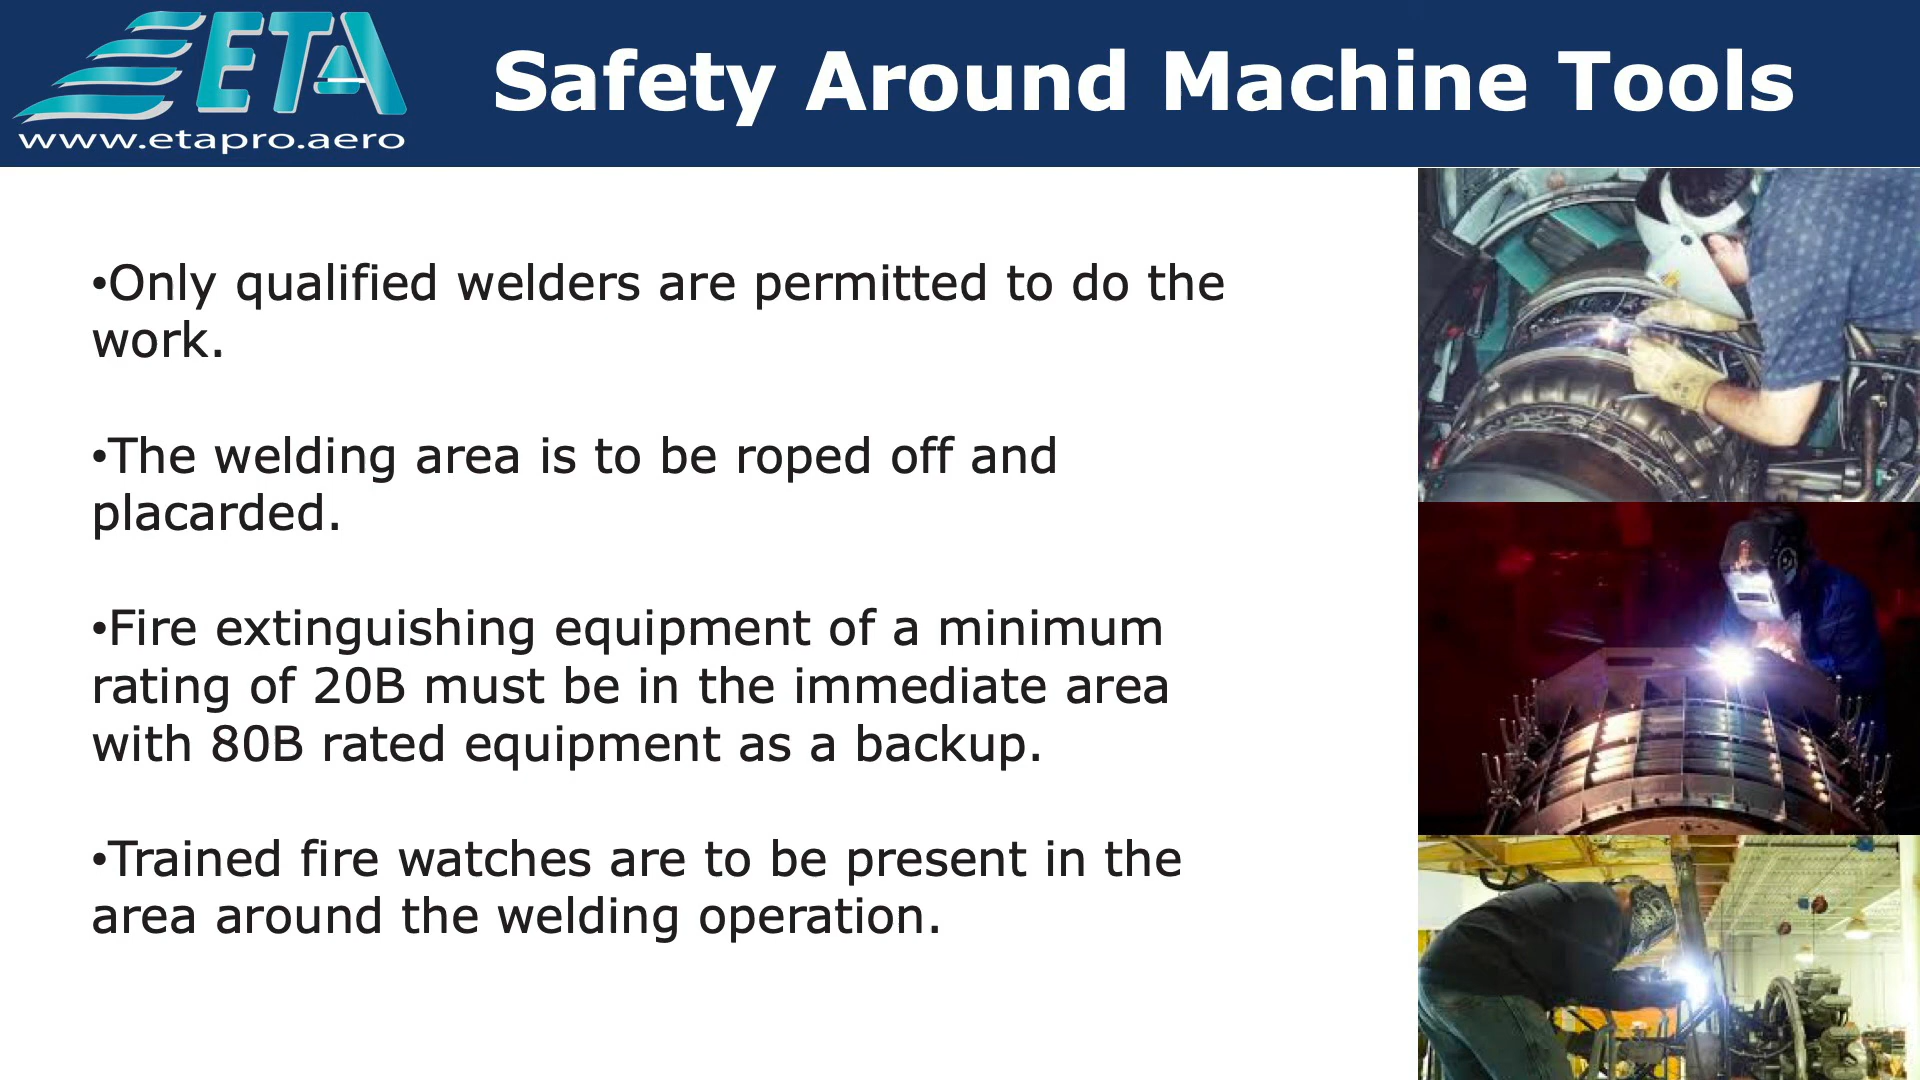 ETA
www.etapro.aero
Safety Around Machine Tools
•Only qualified welders are permitted to do the
work.
•The welding area is to be roped off and
placarded.
•Fire extinguishing equipment of a minimum
rating of 20B must be in the immediate area
with 80B rated equipment as a backup.
•Trained fire watches are to be present in the
area around the welding operation.